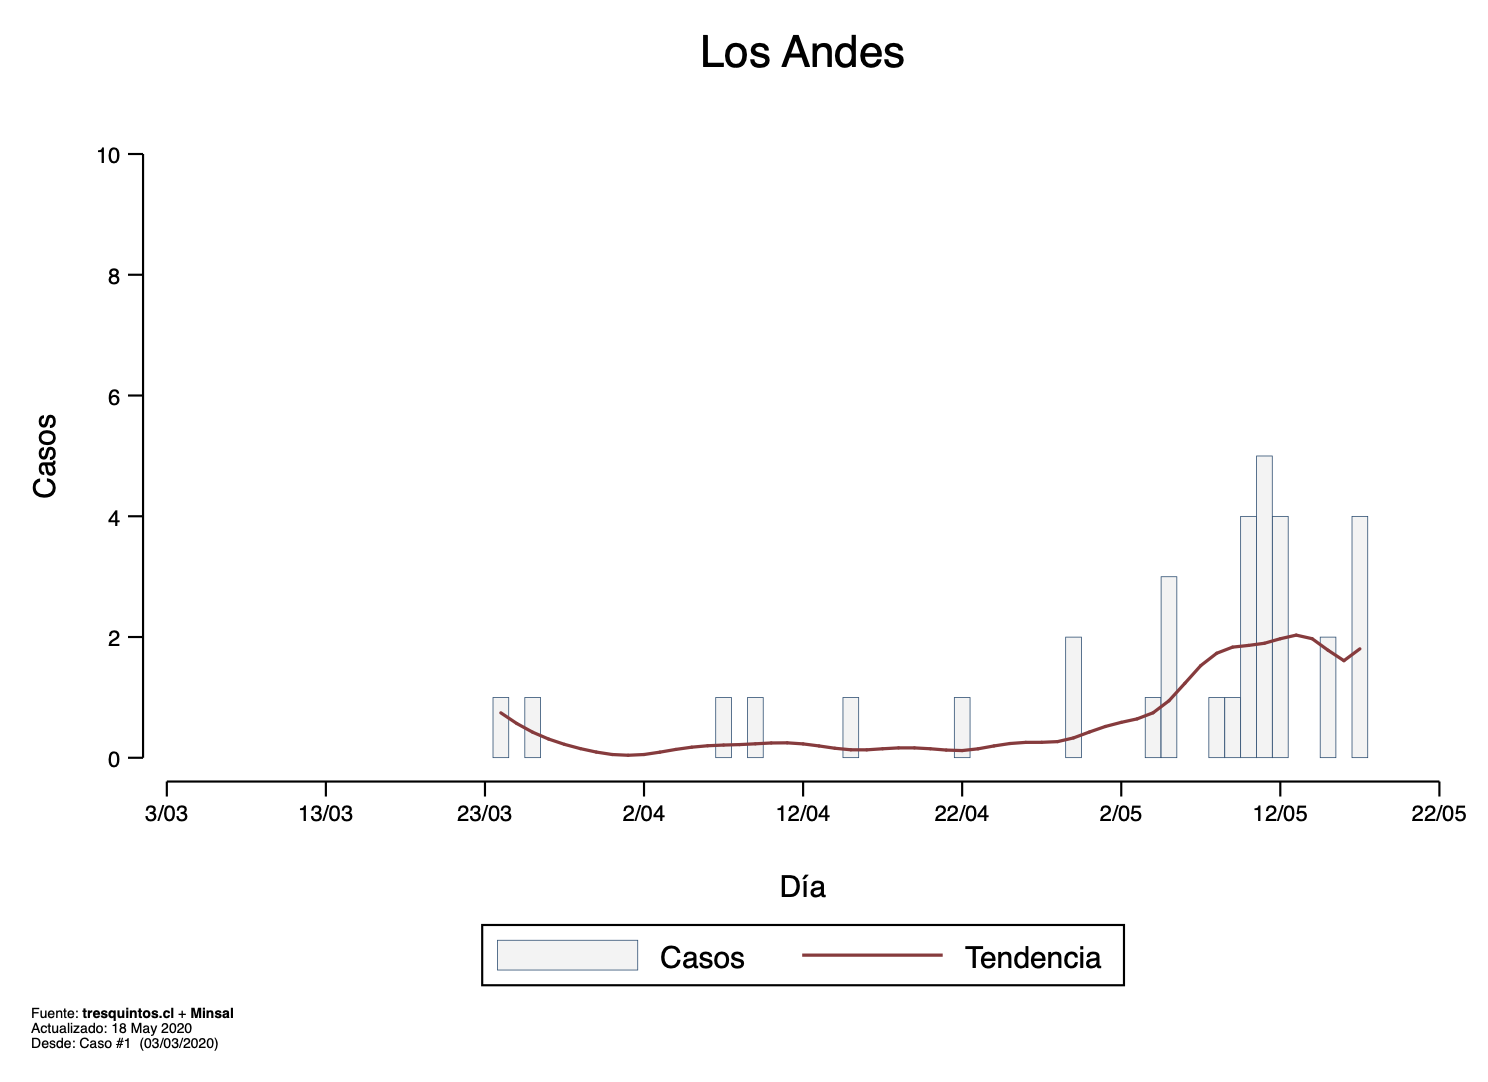 Los Andes
10
8
6
4
2
0
Casos
3/03 13/03 23/03 2/04 12/04 22/04 2/05 12/05 22/05
Día
Casos Tendencia
Fuente: tresquintos.cl + Minsal
Actualizado: 18 May 2020
Desde: Caso #1 (03/03/2020)